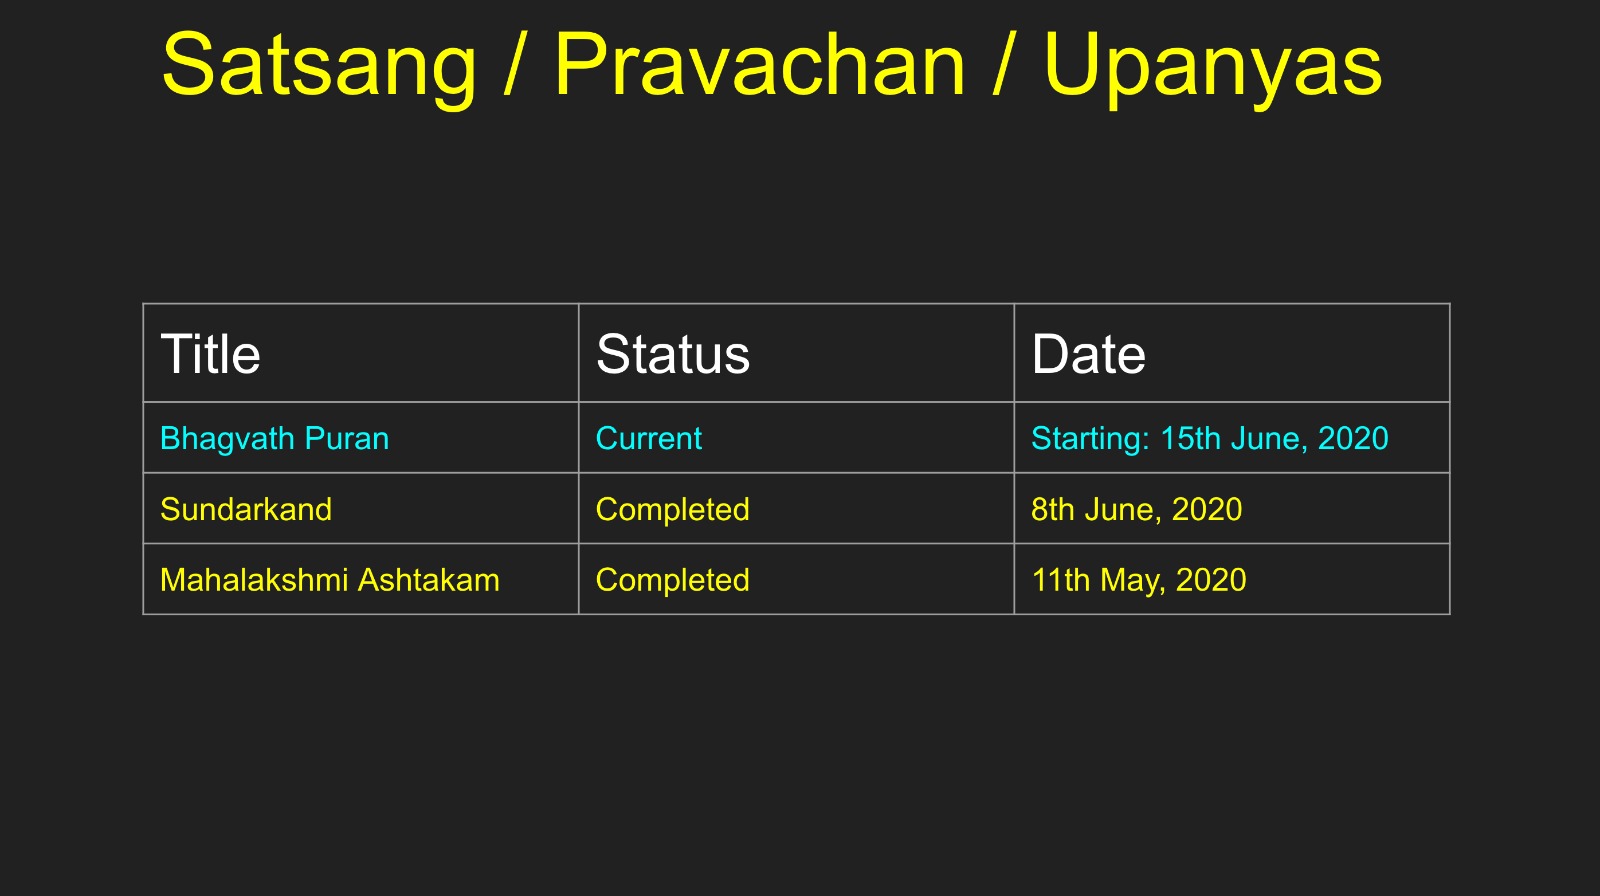 Satsang / Pravachan / Upanyas
Title Status Date
Bhagvath Puran Current Starting: 15th June, 2020
Sundarkand Completed 8th June, 2020
Mahalakshmi Ashtakam Completed 11th May, 2020